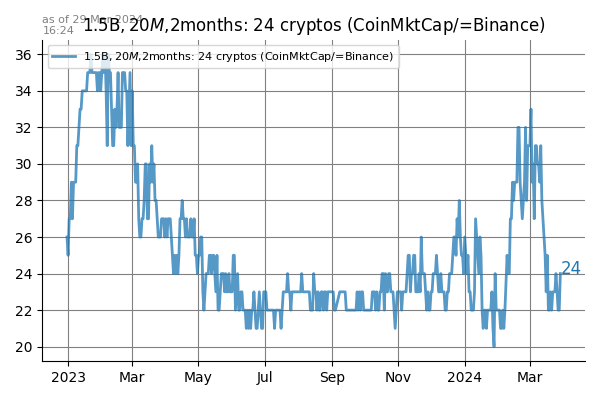 as of 29 Mar 2024
16:24
1.5B,20M,2months: 24 cryptos (CoinMktCap/=Binance)
1.5B,20M,2months: 24 cryptos (CoinMktCap/=Binance)
36
34
32
30
28
26
24
24
22
20
2023 Mar May Jul Sep Nov 2024 Mar